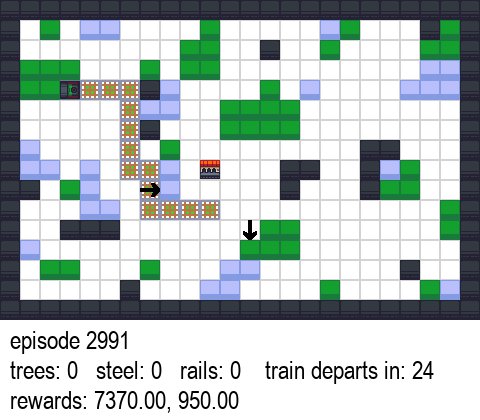 episode 2991
trees: 0 steel: 0 rails: 0 train departs in: 24
rewards: 7370.00, 950.00